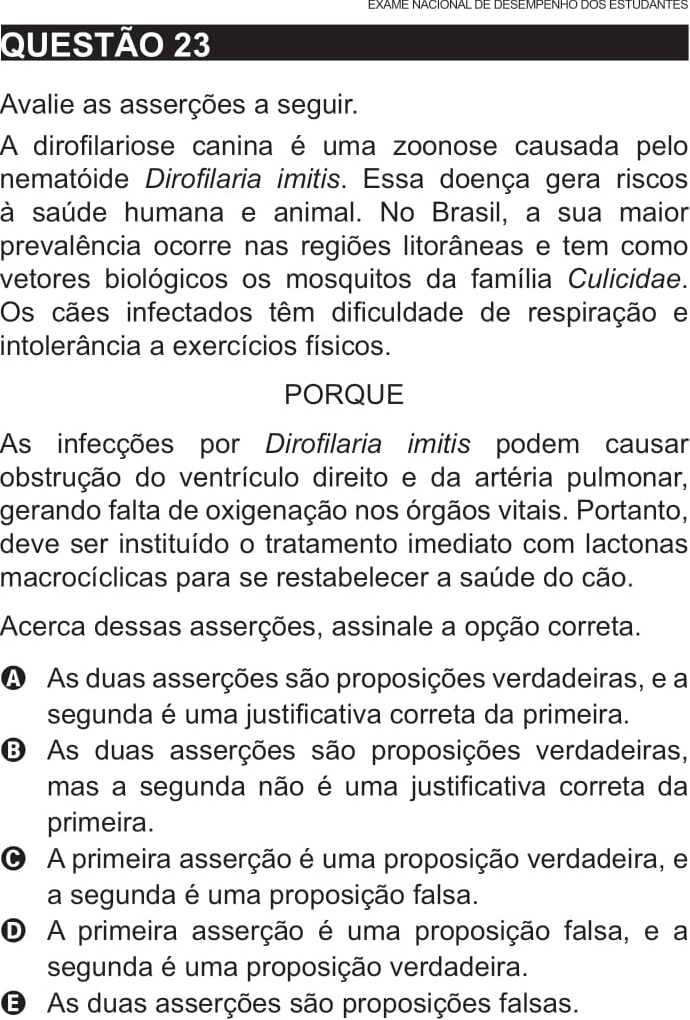 EXAME NACIONAL DE DESEMPENHO DOS ESTUDANTES
QUESTÃO 23
Avalie as asserções a seguir.
A dirofilariose canina é uma zoonose causada pelo
nematóide Dirofilaria imitis. Essa doença gera riscos
à saúde humana e animal. No Brasil, a sua maior
prevalência ocorre nas regiões litorâneas e tem como
vetores biológicos os mosquitos da família Culicidae.
Os cães infectados têm dificuldade de respiração e
intolerância a exercícios físicos.
PORQUE
As infecções por Dirofilaria imitis podem causar
obstrução do ventrículo direito e da artéria pulmonar,
gerando falta de oxigenação nos órgãos vitais. Portanto,
deve ser instituído o tratamento imediato com lactonas
macrocíclicas para se restabelecer a saúde do cão.
Acerca dessas asserções, assinale a opção correta.
A As duas asserções são proposições verdadeiras, e a
segunda é uma justificativa correta da primeira.
B As duas asserções são proposições verdadeiras,
mas a segunda não é uma justificativa correta da
primeira.
C A primeira asserção é uma proposição verdadeira, e
a segunda é uma proposição falsa.
D A primeira asserção é uma proposição falsa, e a
segunda é uma proposição verdadeira.
E As duas asserções são proposições falsas.